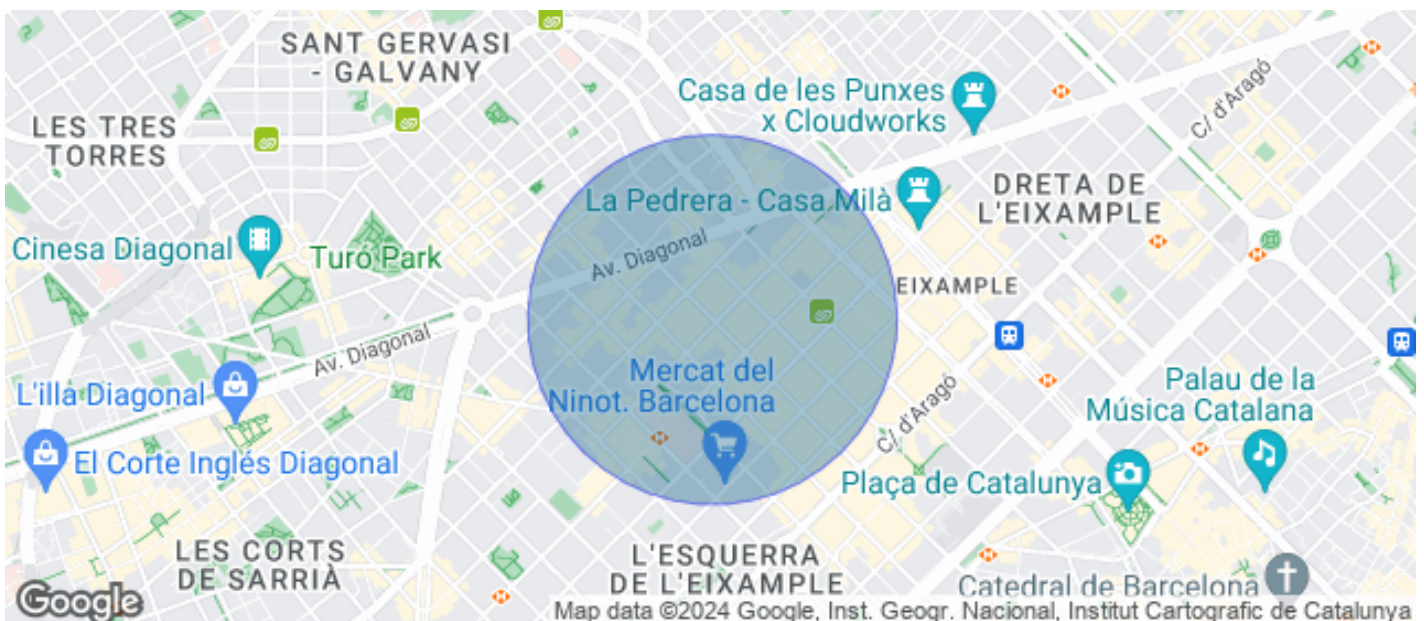 SANT GERVASI
- GALVANY
LES TRES
TORRES
Casa de les Punxes
x Cloudworks
C/ d'Aragó
La Pedrera - Casa Milà
DRETA DE
L'EIXAMPLE
Cinesa Diagonal
Turó Park
Av. Diagonal
EIXAMPLE
Av. Diagonal
L'illa Diagonal
Mercat del
Ninot. Barcelona
C/ d'Aragó
Palau de la
Música Catalana
El Corte Inglés Diagonal
Plaça de Catalunya
LES CORTS
DE SARRIÀ
L'ESQUERRA
DE L'EIXAMPLE
Catedral de Barcelona
Google
Map data ©2024 Google, Inst. Geogr. Nacional, Institut Cartografic de Catalunya